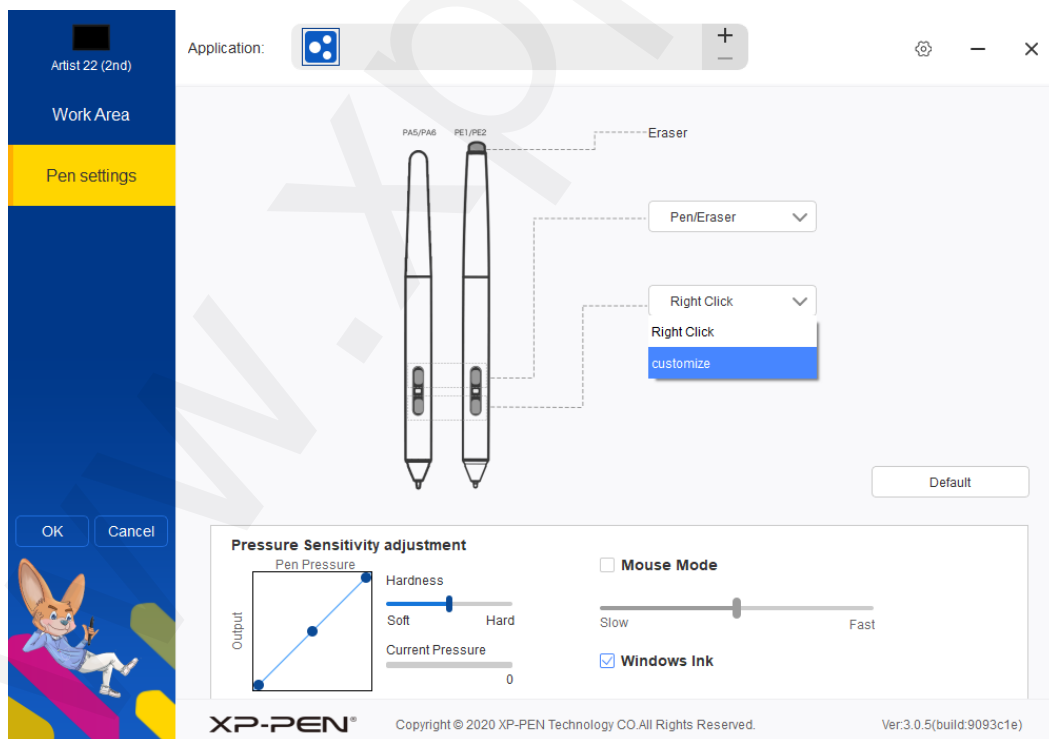 Artist 22 (2nd)
Application:
+
Work Area
Pen settings
OK
Cancel
PA5/PA6
PE1/PE2
Eraser
Pen/Eraser
Right Click
Right Click
customize
Default
Pressure Sensitivity adjustment
Pen Pressure
Output
Hardness
Soft
Hard
Current Pressure
0
Mouse Mode
Slow
Fast
Windows Ink
XP-PEN®
Copyright © 2020 XP-PEN Technology CO.All Rights Reserved.
Ver:3.0.5(build:9093c1e)